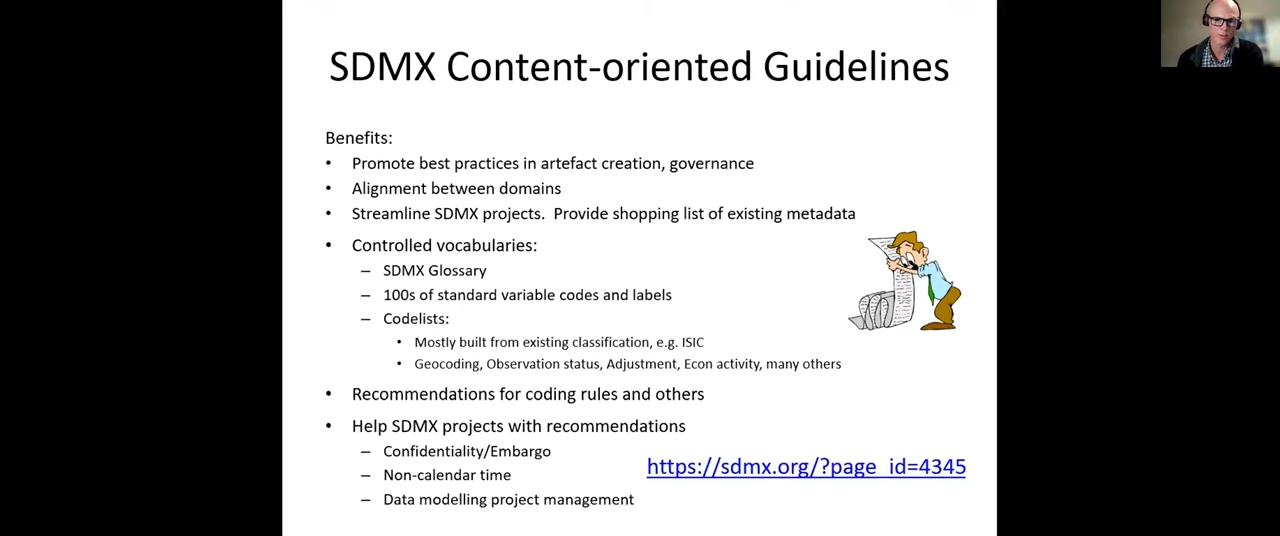 SDMX Content-oriented Guidelines
Benefits:
• Promote best practices in artefact creation, governance
• Alignment between domains
• Streamline SDMX projects.  Provide shopping list of existing metadata
• Controlled vocabularies:
– SDMX Glossary
– 100s of standard variable codes and labels
– Codelists:
• Mostly built from existing classification, e.g. ISIC
• Geocoding, Observation status, Adjustment, Econ activity, many others
• Recommendations for coding rules and others
• Help SDMX projects with recommendations
– Confidentiality/Embargo
– Non-calendar time
– Data modelling project management
https://sdmx.org/?page_id=4345